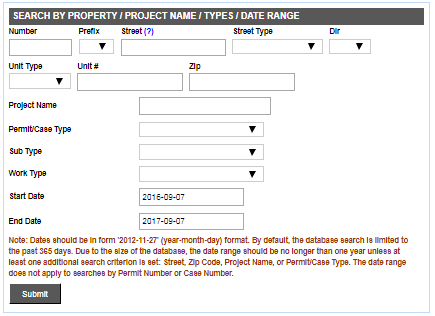 SEARCH BY PROPERTY / PROJECT NAME / TYPES / DATE RANGE
Number Prefix Street (?) Street Type Dir
Unit Type Unit # Zip
Project Name
Permit/Case Type
Sub Type
Work Type
Start Date 2016-09-07
End Date 2017-09-07
Note: Dates should be in form '2012-11-27' (year-month-day) format. By default, the database search is limited to
the past 365 days. Due to the size of the database, the date range should be no longer than one year unless at
least one additional search criterion is set: Street, Zip Code, Project Name, or Permit/Case Type. The date range
does not apply to searches by Permit Number or Case Number.
Submit